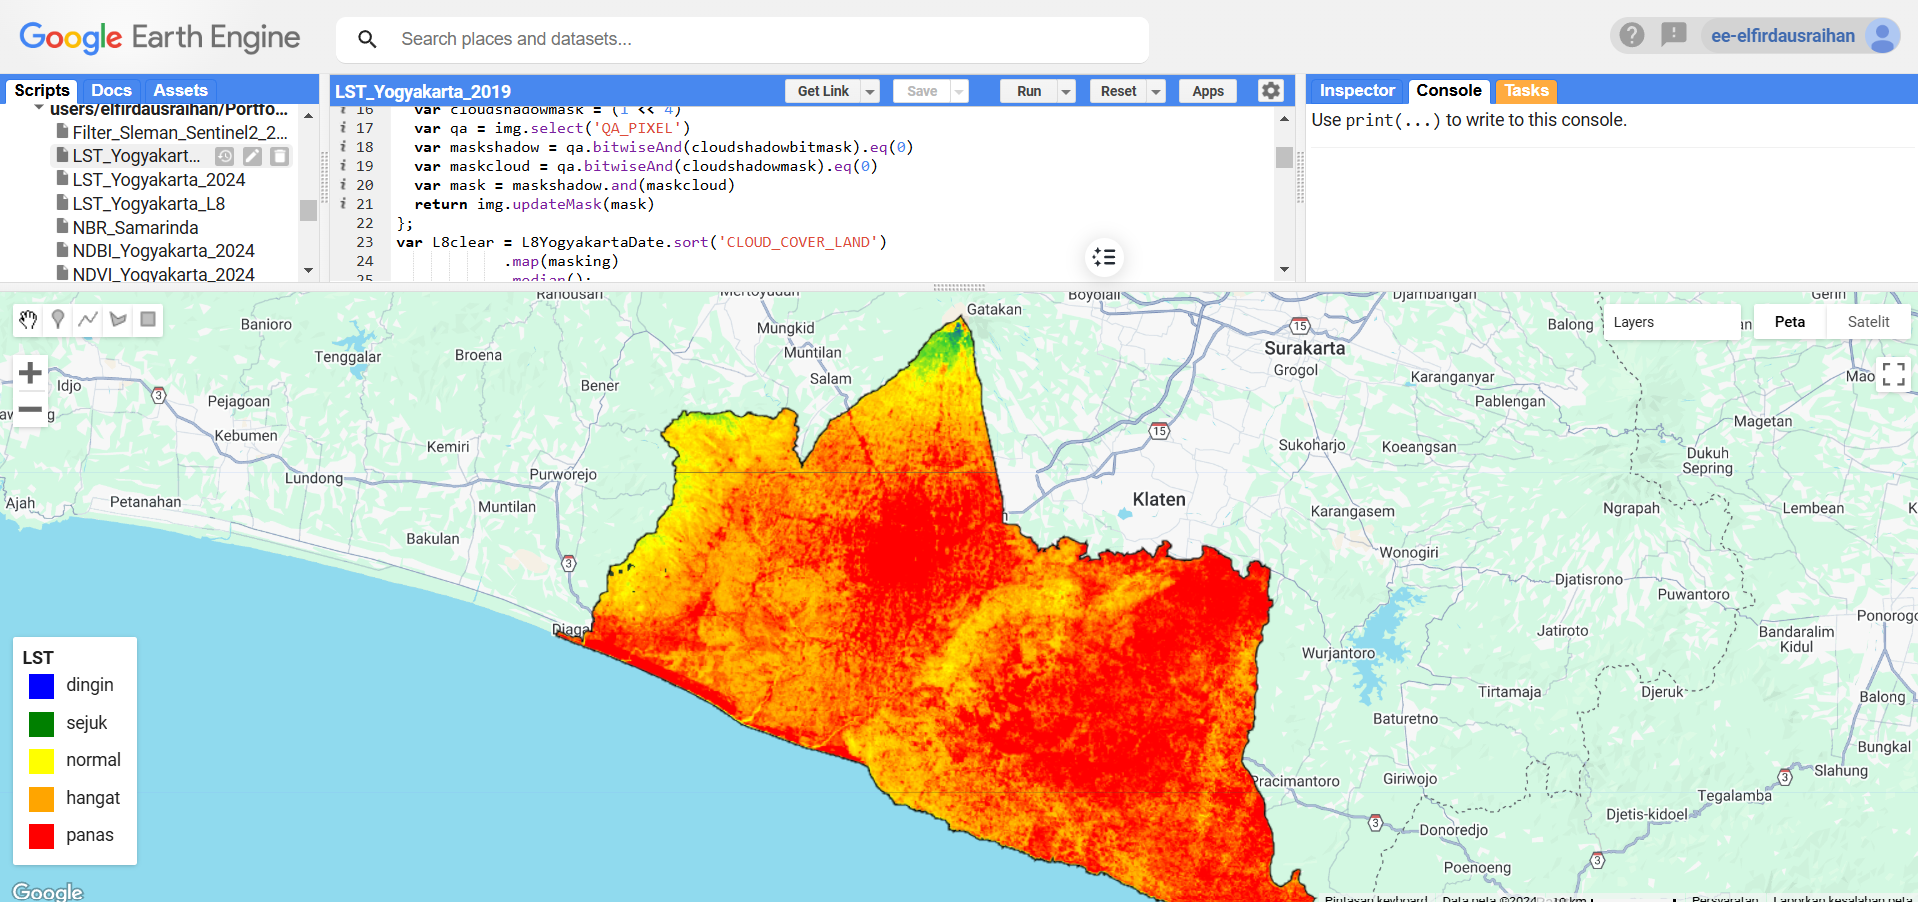 Google Earth Engine
Search places and datasets...
ee-elfirdausraihan
Scripts
Docs
Assets
users/elfirdausraihan/Portfo...
Filter_Sleman_Sentinel2_2...
LST_Yogyakart...
LST_Yogyakarta_2024
LST_Yogyakarta_L8
NBR_Samarinda
NDBI_Yogyakarta_2024
NDVI_Yogyakarta_2024
LST_Yogyakarta_2019
Get Link
Save
Run
Reset
Apps
16 var cloudshadowmask = (1 << 4)
17 var qa = img.select('QA_PIXEL')
18 var maskshadow = qa.bitwiseAnd(cloudshadowbitmask).eq(0)
19 var maskcloud = qa.bitwiseAnd(cloudshadowmask).eq(0)
20 var mask = maskshadow.and(maskcloud)
21 return img.updateMask(mask)
22 };
23 var L8clear = L8YogyakartaDate.sort('CLOUD_COVER_LAND')
24 .map(masking)
25 .median();
Inspector
Console
Tasks
Use print(...) to write to this console.
Ranousari
Mertoyudan
Gatakan
Boyolali
Djambangan
Genri
Banioro
Tenggalar
Broena
Mungkid
Muntilan
Salam
Bener
15
Surakarta
Grogol
Balong
Layers
Peta
Satelit
Idjo
3
Pejagoan
Kebumen
Kemiri
Karanganyar
Pablengan
Mao
Magetan
15
Sukoharjo
Koeangsan
Dukuh
Sepring
Lundong
Purworejo
Ajah
Petanahan
Muntilan
Klaten
Karangasem
Ngrapah
Lembean
Bakulan
3
Wonogiri
Djatisrono
Puwantoro
Ponorogo
Diaga
Jatiroto
Bandaralim
Kidul
Wurjantoro
Tirtamaja
Djeruk
Balong
Baturetno
Bungkal
Pracimantoro
Giriwojo
3
Slahung
Tegalamba
3
Djetis-kidoel
Donoredjo
3
Poenoeng
LST
dingin
sejuk
normal
hangat
panas
Google
Pintasan keyboard
Data peta ©2024
10 km
Persyaratan
Laporkan kesalahan peta